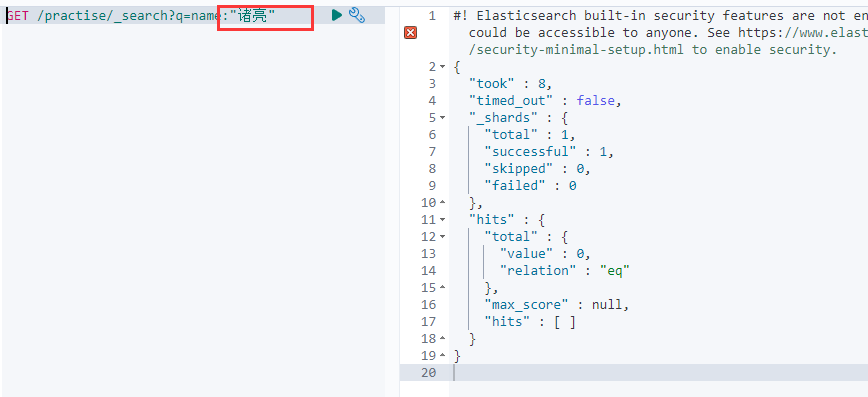 GET /practise/_search?q=name:"诸亮"
1 #! Elasticsearch built-in security features are not en
could be accessible to anyone. See https://www.elast
/security-minimal-setup.html to enable security.
2 {
3 "took" : 8,
4 "timed_out" : false,
5 "_shards" : {
6 "total" : 1,
7 "successful" : 1,
8 "skipped" : 0,
9 "failed" : 0
10 },
11 "hits" : {
12 "total" : {
13 "value" : 0,
14 "relation" : "eq"
15 },
16 "max_score" : null,
17 "hits" : [ ]
18 }
19 }
20